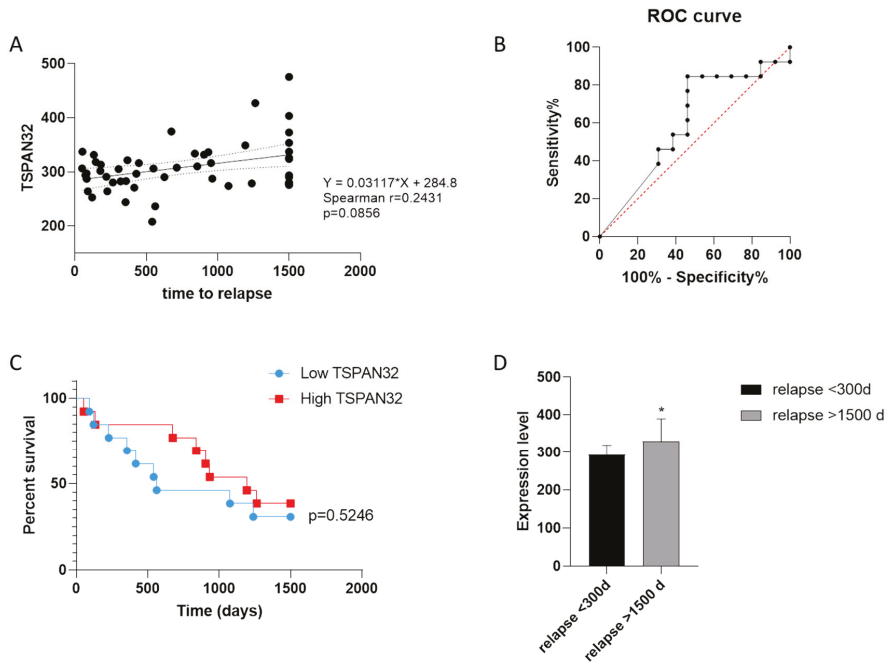 A
500
400
300
200
TSPAN32
0
500
1000
1500
2000
time to relapse
Y = 0.03117*X + 284.8
Spearman r=0.2431
p=0.0856
B
ROC curve
100
80
60
40
20
0
Sensitivity%
0
20
40
60
80
100
100% - Specificity%
C
Low TSPAN32
High TSPAN32
100
50
0
Percent survival
p=0.5246
0
500
1000
1500
2000
Time (days)
D
500
400
300
200
100
0
Expression level
*
relapse <300d
relapse >1500 d
relapse <300d
relapse >1500 d